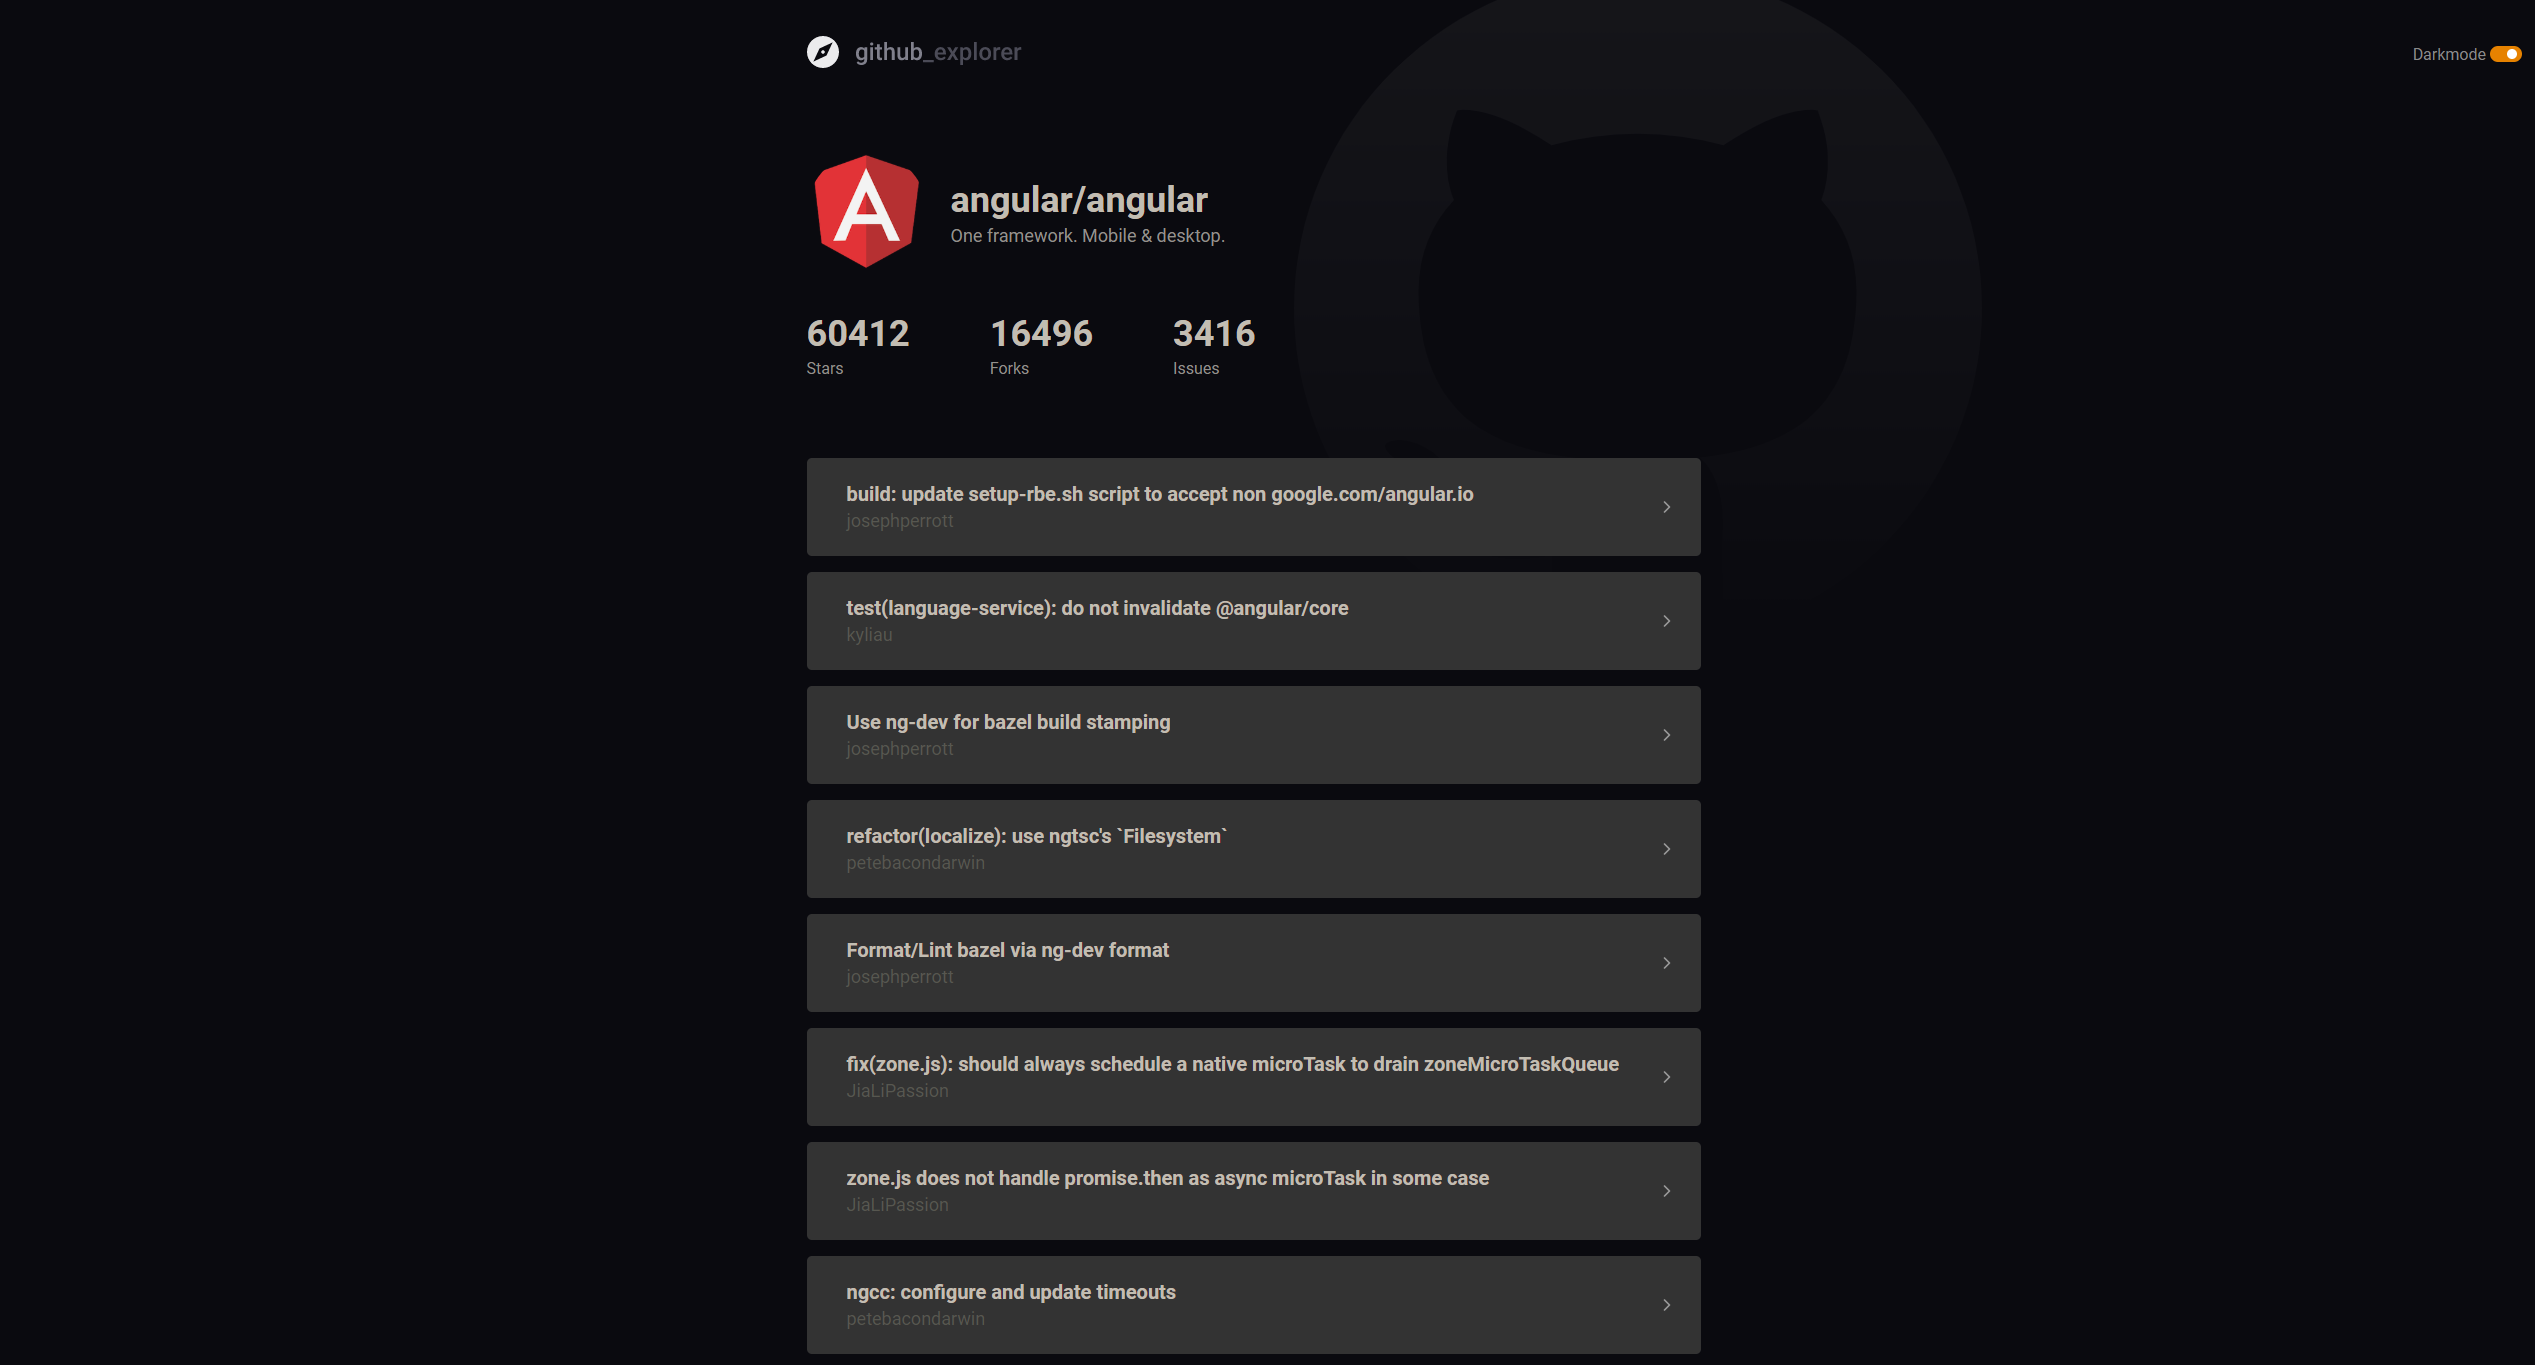 github_explorer
Darkmode
angular/angular
One framework. Mobile & desktop.
60412
Stars
16496
Forks
3416
Issues
build: update setup-rbe.sh script to accept non google.com/angular.io
josephperrott
test(language-service): do not invalidate @angular/core
kyliau
Use ng-dev for bazel build stamping
josephperrott
refactor(localize): use ngtsc's `Filesystem`
petebacondarwin
Format/Lint bazel via ng-dev format
josephperrott
fix(zone.js): should always schedule a native microTask to drain zoneMicroTaskQueue
JiaLiPassion
zone.js does not handle promise.then as async microTask in some case
JiaLiPassion
ngcc: configure and update timeouts
petebacondarwin